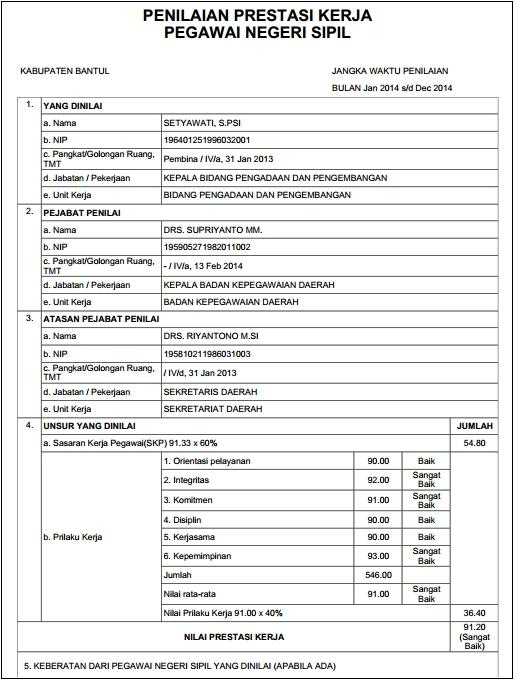 PENILAIAN PRESTASI KERJA
PEGAWAI NEGERI SIPIL
KABUPATEN BANTUL JANGKA WAKTU PENILAIAN
BULAN Jan 2014 s/d Dec 2014
1. YANG DINILAI
a. Nama SETYAWATI, S.PSI
b. NIP 196401251996032001
c. Pangkat/Golongan Ruang, TMT Pembina / IV/a, 31 Jan 2013
d. Jabatan / Pekerjaan KEPALA BIDANG PENGADAAN DAN PENGEMBANGAN
e. Unit Kerja BIDANG PENGADAAN DAN PENGEMBANGAN
2. PEJABAT PENILAI
a. Nama DRS. SUPRIYANTO MM.
b. NIP 195905271982011002
c. Pangkat/Golongan Ruang, TMT - / IV/a, 13 Feb 2014
d. Jabatan / Pekerjaan KEPALA BADAN KEPEGAWAIAN DAERAH
e. Unit Kerja BADAN KEPEGAWAIAN DAERAH
3. ATASAN PEJABAT PENILAI
a. Nama DRS. RIYANTONO M.SI
b. NIP 195810211986031003
c. Pangkat/Golongan Ruang, TMT / IV/d, 31 Jan 2013
d. Jabatan / Pekerjaan SEKRETARIS DAERAH
e. Unit Kerja SEKRETARIAT DAERAH
4. UNSUR YANG DINILAI JUMLAH
a. Sasaran Kerja Pegawai(SKP) 91.33 x 60% 54.80
b. Prilaku Kerja
1. Orientasi pelayanan 90.00 Baik
2. Integritas 92.00 Sangat Baik
3. Komitmen 91.00 Sangat Baik
4. Disiplin 90.00 Baik
5. Kerjasama 90.00 Baik
6. Kepemimpinan 93.00 Sangat Baik
Jumlah 546.00
Nilai rata-rata 91.00 Sangat Baik
Nilai Prilaku Kerja 91.00 x 40% 36.40
NILAI PRESTASI KERJA 91.20 (Sangat Baik)
5. KEBERATAN DARI PEGAWAI NEGERI SIPIL YANG DINILAI (APABILA ADA)